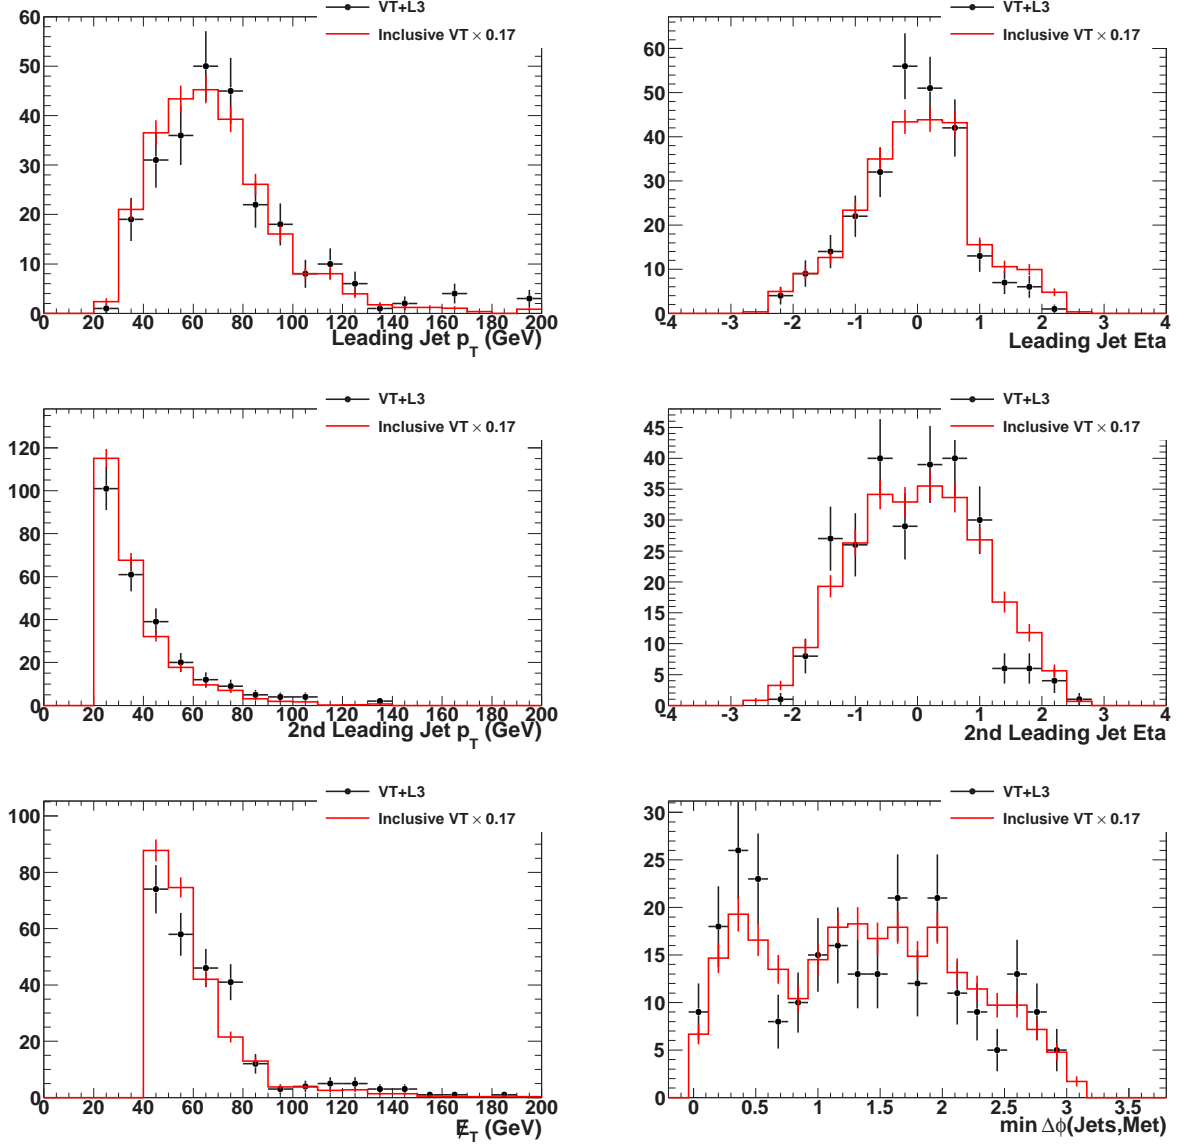 VT+L3
Inclusive VT × 0.17
60
50
40
30
20
10
0
0 20 40 60 80 100 120 140 160 180 200
Leading Jet p_T (GeV)
VT+L3
Inclusive VT × 0.17
60
50
40
30
20
10
0
-4 -3 -2 -1 0 1 2 3 4
Leading Jet Eta
VT+L3
Inclusive VT × 0.17
120
100
80
60
40
20
0
0 20 40 60 80 100 120 140 160 180 200
2nd Leading Jet p_T (GeV)
VT+L3
Inclusive VT × 0.17
45
40
35
30
25
20
15
10
5
0
-4 -3 -2 -1 0 1 2 3 4
2nd Leading Jet Eta
VT+L3
Inclusive VT × 0.17
100
80
60
40
20
0
0 20 40 60 80 100 120 140 160 180 200
E̸_T (GeV)
VT+L3
Inclusive VT × 0.17
30
25
20
15
10
5
0
0 0.5 1 1.5 2 2.5 3 3.5
min Δϕ(Jets,Met)